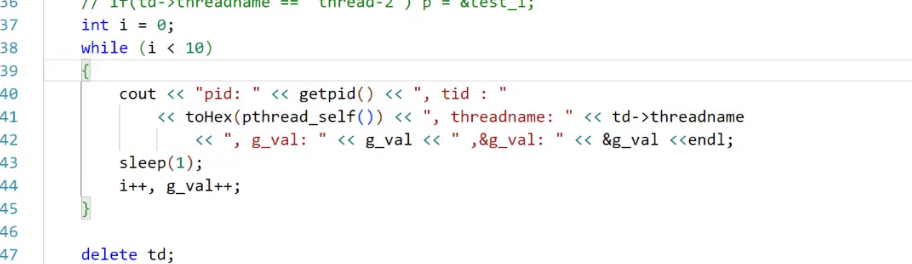 36 // if(td->threadname == "thread-2") p = &test_i;
37 int i = 0;
38 while (i < 10)
39 {
40 cout << "pid: " << getpid() << ", tid : "
41 << toHex(pthread_self()) << ", threadname: " << td->threadname
42 << ", g_val: " << g_val << " ,&g_val: " << &g_val <<endl;
43 sleep(1);
44 i++, g_val++;
45 }
46
47 delete td;